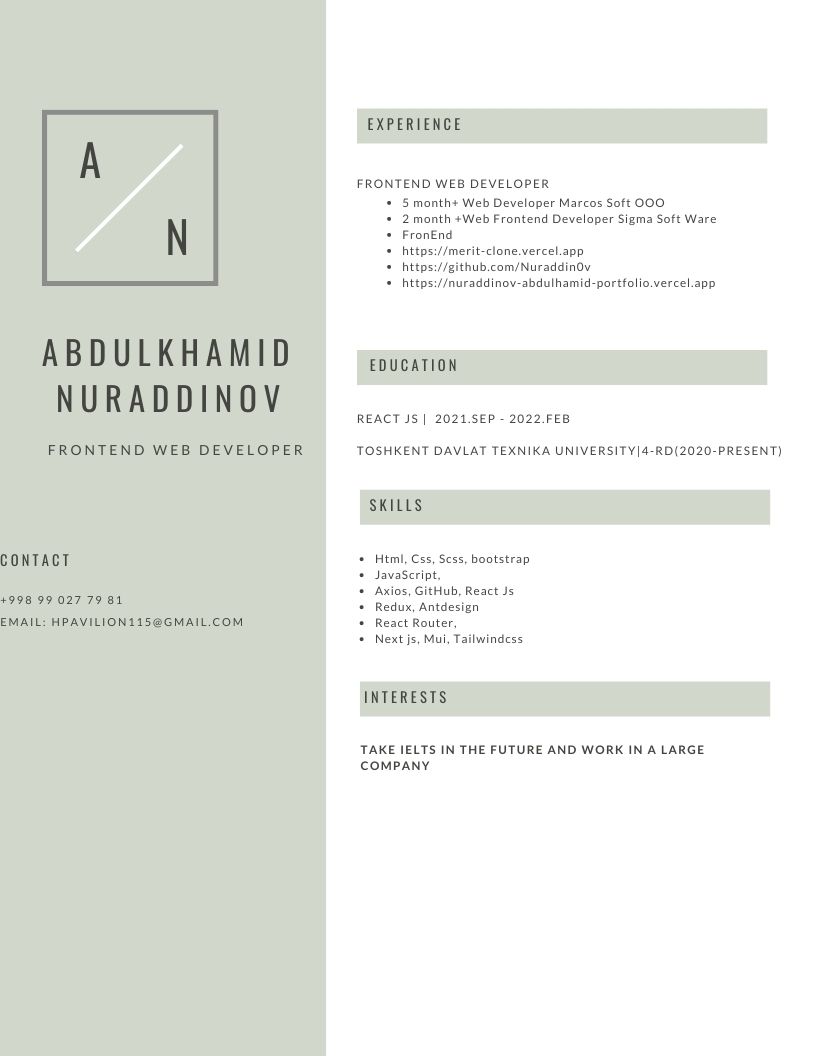 A
N
ABDULKHAMID
NURADDINOV
FRONTEND WEB DEVELOPER
CONTACT
+998 99 027 79 81
EMAIL: HPAVILION115@GMAIL.COM
EXPERIENCE
FRONTEND WEB DEVELOPER
• 5 month+ Web Developer Marcos Soft OOO
• 2 month +Web Frontend Developer Sigma Soft Ware
• FronEnd
• https://merit-clone.vercel.app
• https://github.com/Nuraddin0v
• https://nuraddinov-abdulhamid-portfolio.vercel.app
EDUCATION
REACT JS | 2021.SEP - 2022.FEB
TOSHKENT DAVLAT TEXNIKA UNIVERSITY|4-RD(2020-PRESENT)
SKILLS
• Html, Css, Scss, bootstrap
• JavaScript,
• Axios, GitHub, React Js
• Redux, Antdesign
• React Router,
• Next js, Mui, Tailwindcss
INTERESTS
TAKE IELTS IN THE FUTURE AND WORK IN A LARGE
COMPANY